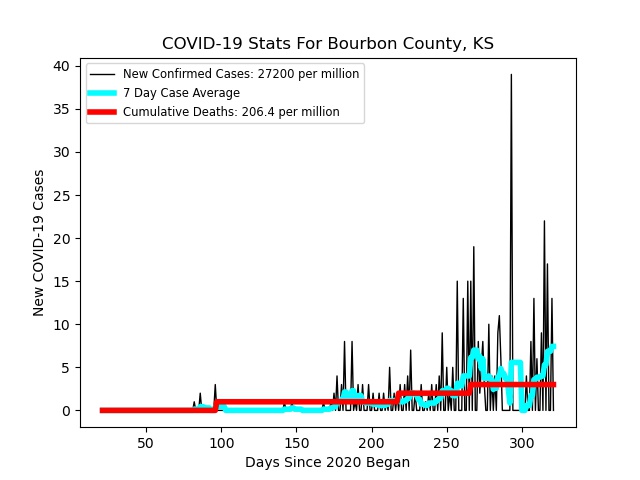 COVID-19 Stats For Bourbon County, KS
New Confirmed Cases: 27200 per million
7 Day Case Average
Cumulative Deaths: 206.4 per million
New COVID-19 Cases
40
35
30
25
20
15
10
5
0
50 100 150 200 250 300
Days Since 2020 Began